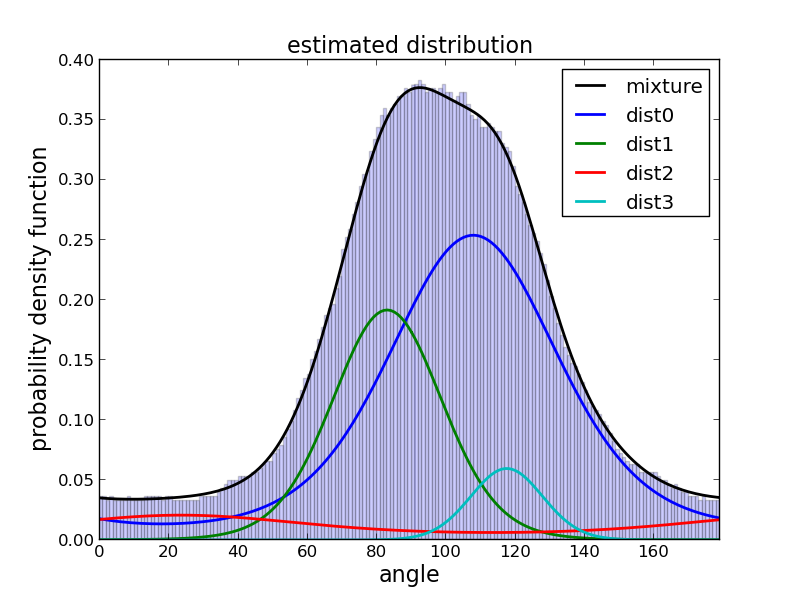 estimated distribution
0.40
0.35
0.30
0.25
0.20
0.15
0.10
0.05
0.00
probability density function
mixture
dist0
dist1
dist2
dist3
0 20 40 60 80 100 120 140 160
angle